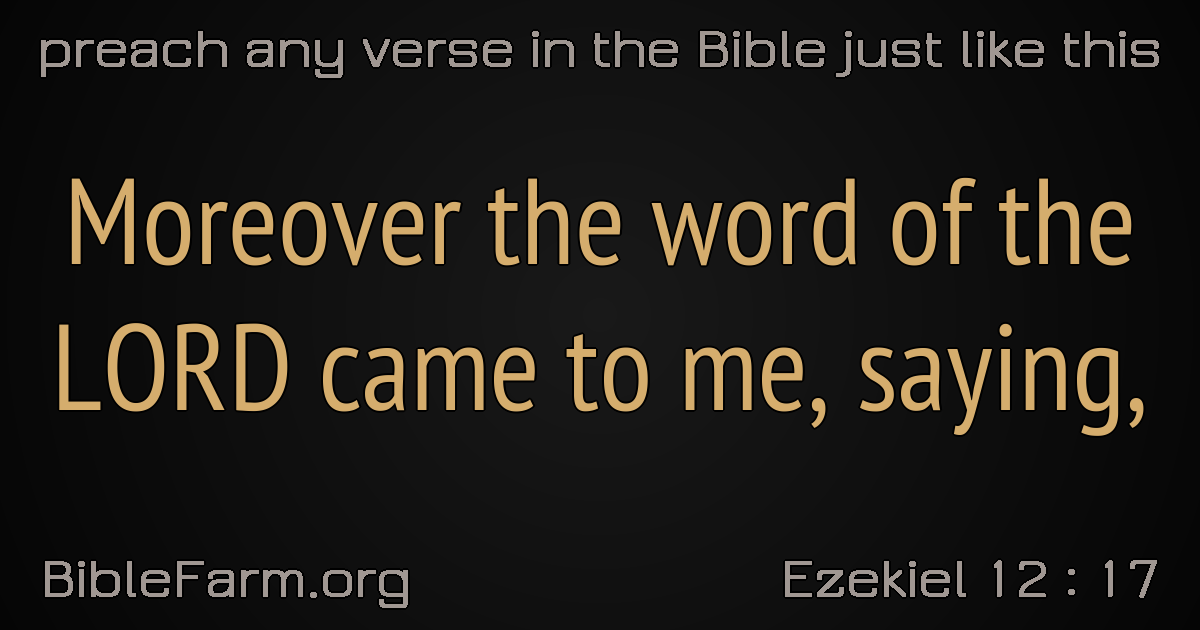 preach any verse in the Bible just like this
Moreover the word of the
LORD came to me, saying,
BibleFarm.org
Ezekiel 12 : 17